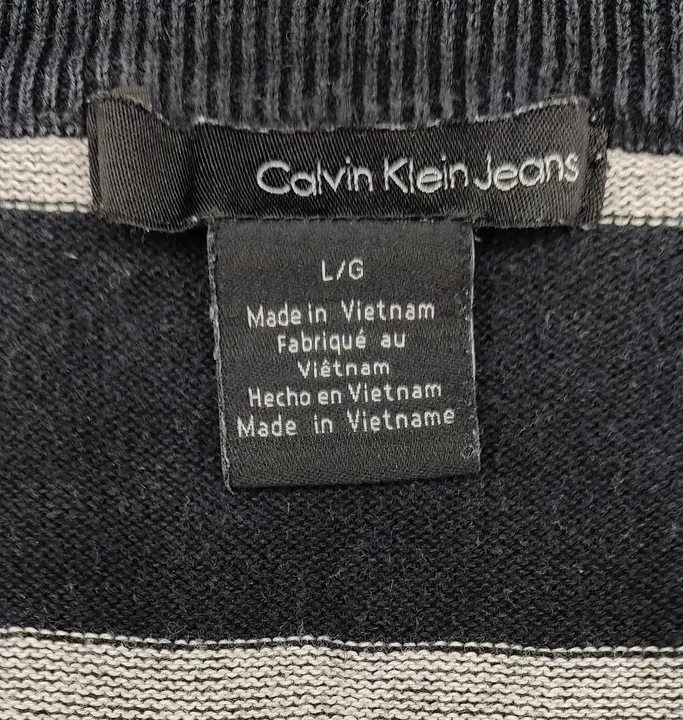 Calvin Klein Jeans
L/G
Made in Vietnam
Fabriqué au
Viêtnam
Hecho en Vietnam
Made in Vietname